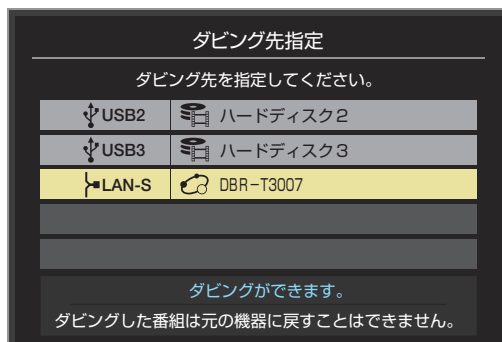 ダビング先指定
ダビング先を指定してください。
USB2 ハードディスク2
USB3 ハードディスク3
LAN-S DBR-T3007
ダビングができます。
ダビングした番組は元の機器に戻すことはできません。